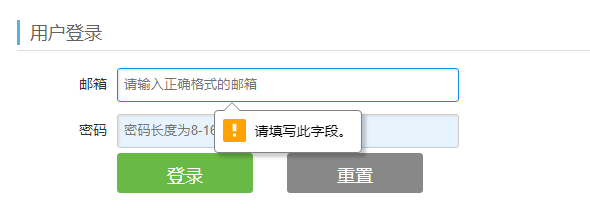 用户登录
邮箱 请输入正确格式的邮箱
请填写此字段。
密码 密码长度为8-16
登录 重置